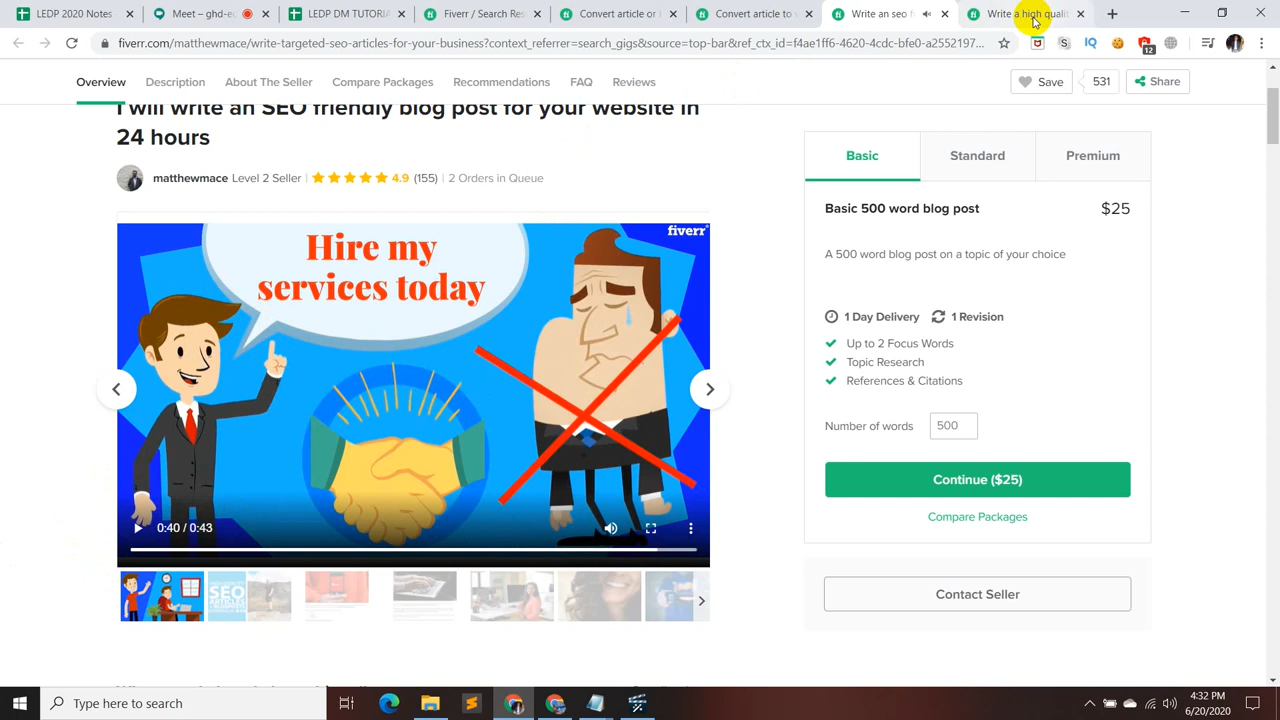 LEDP 2020 Notes
Meet – ghd-eu
LEDP DM TUTORIA
Fiverr / Search Res
Convert article or b
Convert article to v
Write an seo f
Write a high qualit
fiverr.com/matthewmace/write-targeted-seo-articles-for-your-business?context_referrer=search_gigs&source=top-bar&ref_ctx_id=f4ae1ff6-4620-4cdc-bfe0-a2552197...
12
Overview
Description
About The Seller
Compare Packages
Recommendations
FAQ
Reviews
Save
531
Share
I will write an SEO friendly blog post for your website in
24 hours
matthewmace Level 2 Seller 4.9 (155) 2 Orders in Queue
fiverr
Hire my
services today
0:40 / 0:43
SEO
Basic
Standard
Premium
Basic 500 word blog post $25
A 500 word blog post on a topic of your choice
1 Day Delivery 1 Revision
Up to 2 Focus Words
Topic Research
References & Citations
Number of words 500
Continue ($25)
Compare Packages
Contact Seller
Type here to search
4:32 PM
6/20/2020